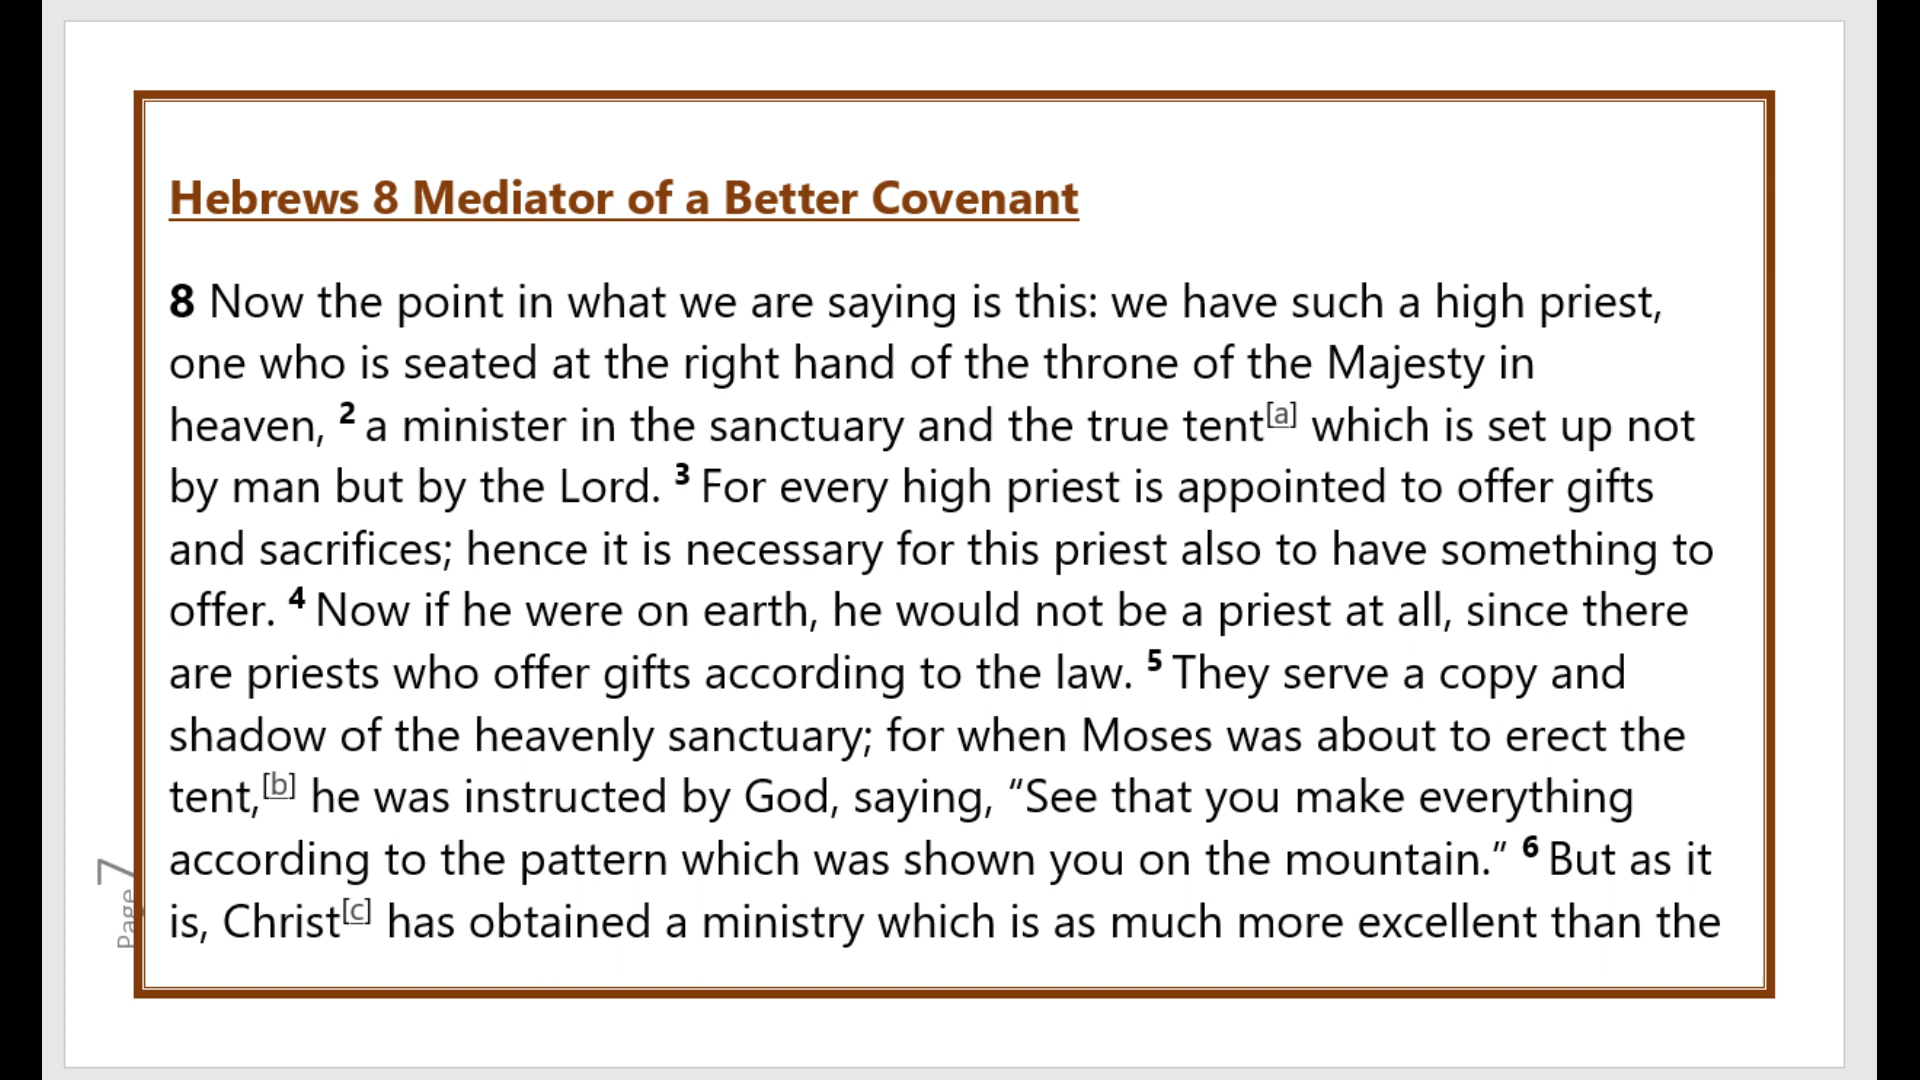 Hebrews 8 Mediator of a Better Covenant
8 Now the point in what we are saying is this: we have such a high priest,
one who is seated at the right hand of the throne of the Majesty in
heaven, 2 a minister in the sanctuary and the true tent[a] which is set up not
by man but by the Lord. 3 For every high priest is appointed to offer gifts
and sacrifices; hence it is necessary for this priest also to have something to
offer. 4 Now if he were on earth, he would not be a priest at all, since there
are priests who offer gifts according to the law. 5 They serve a copy and
shadow of the heavenly sanctuary; for when Moses was about to erect the
tent,[b] he was instructed by God, saying, “See that you make everything
according to the pattern which was shown you on the mountain.” 6 But as it
is, Christ[c] has obtained a ministry which is as much more excellent than the
Page 7